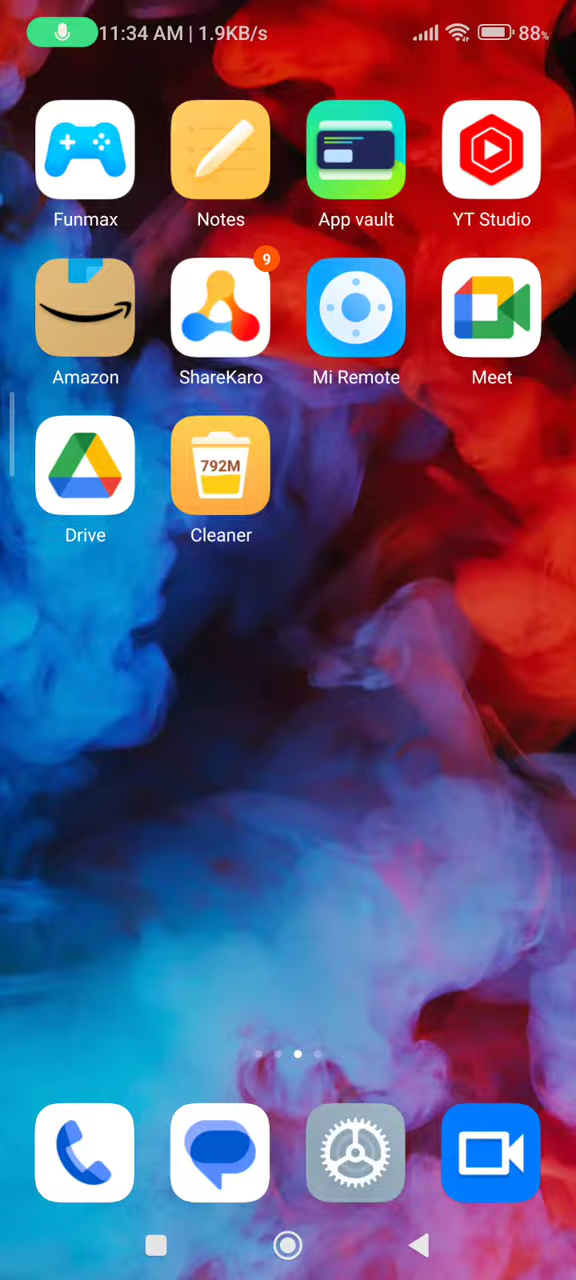 11:34 AM | 1.9KB/s 88%
Funmax Notes App vault YT Studio
9
Amazon ShareKaro Mi Remote Meet
792M
Drive Cleaner